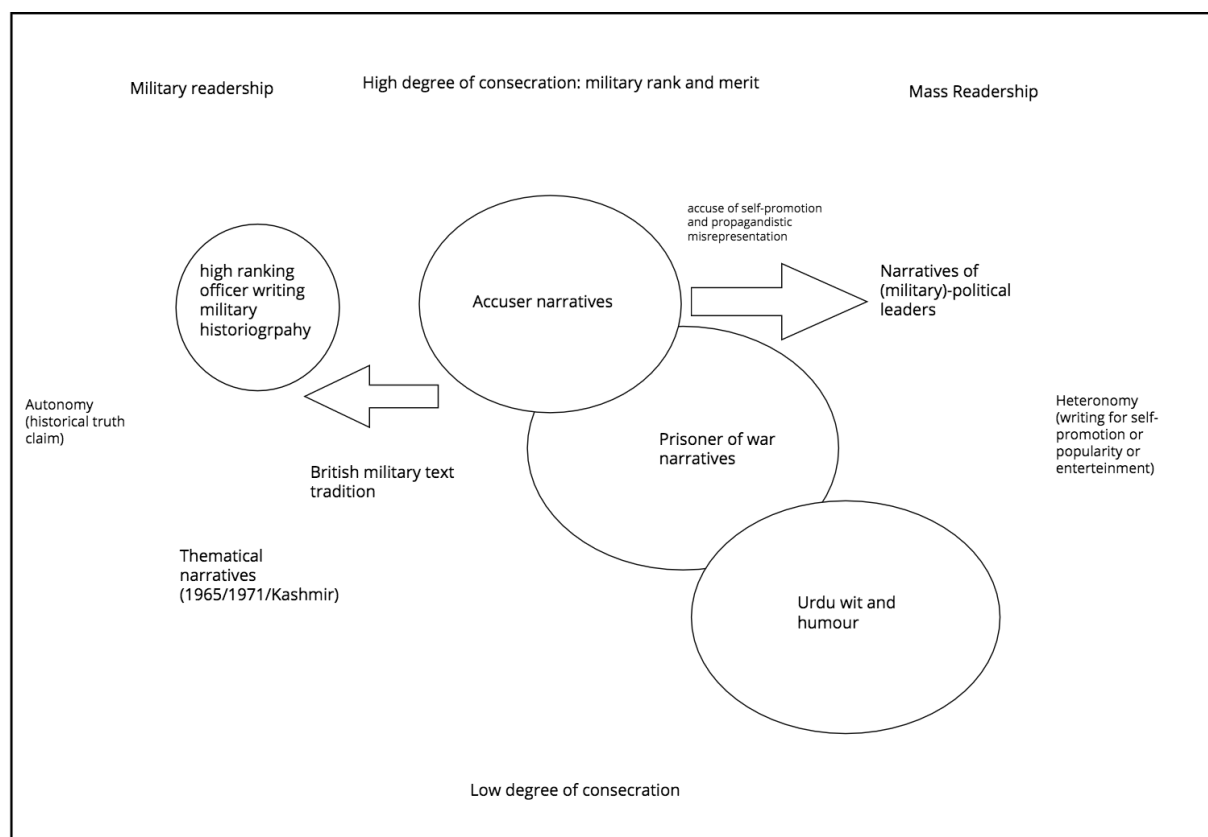 Military readership
High degree of consecration: military rank and merit
Mass Readership
accuse of self-promotion
and propagandistic
misrepresentation
high ranking
officer writing
military
historiogrpahy
Accuser narratives
Narratives of
(military)-political
leaders
Autonomy
(historical truth
claim)
Heteronomy
(writing for self-
promotion or
popularity or
enterteinment)
Prisoner of war
narratives
British military text
tradition
Thematical
narratives
(1965/1971/Kashmir)
Urdu wit and
humour
Low degree of consecration